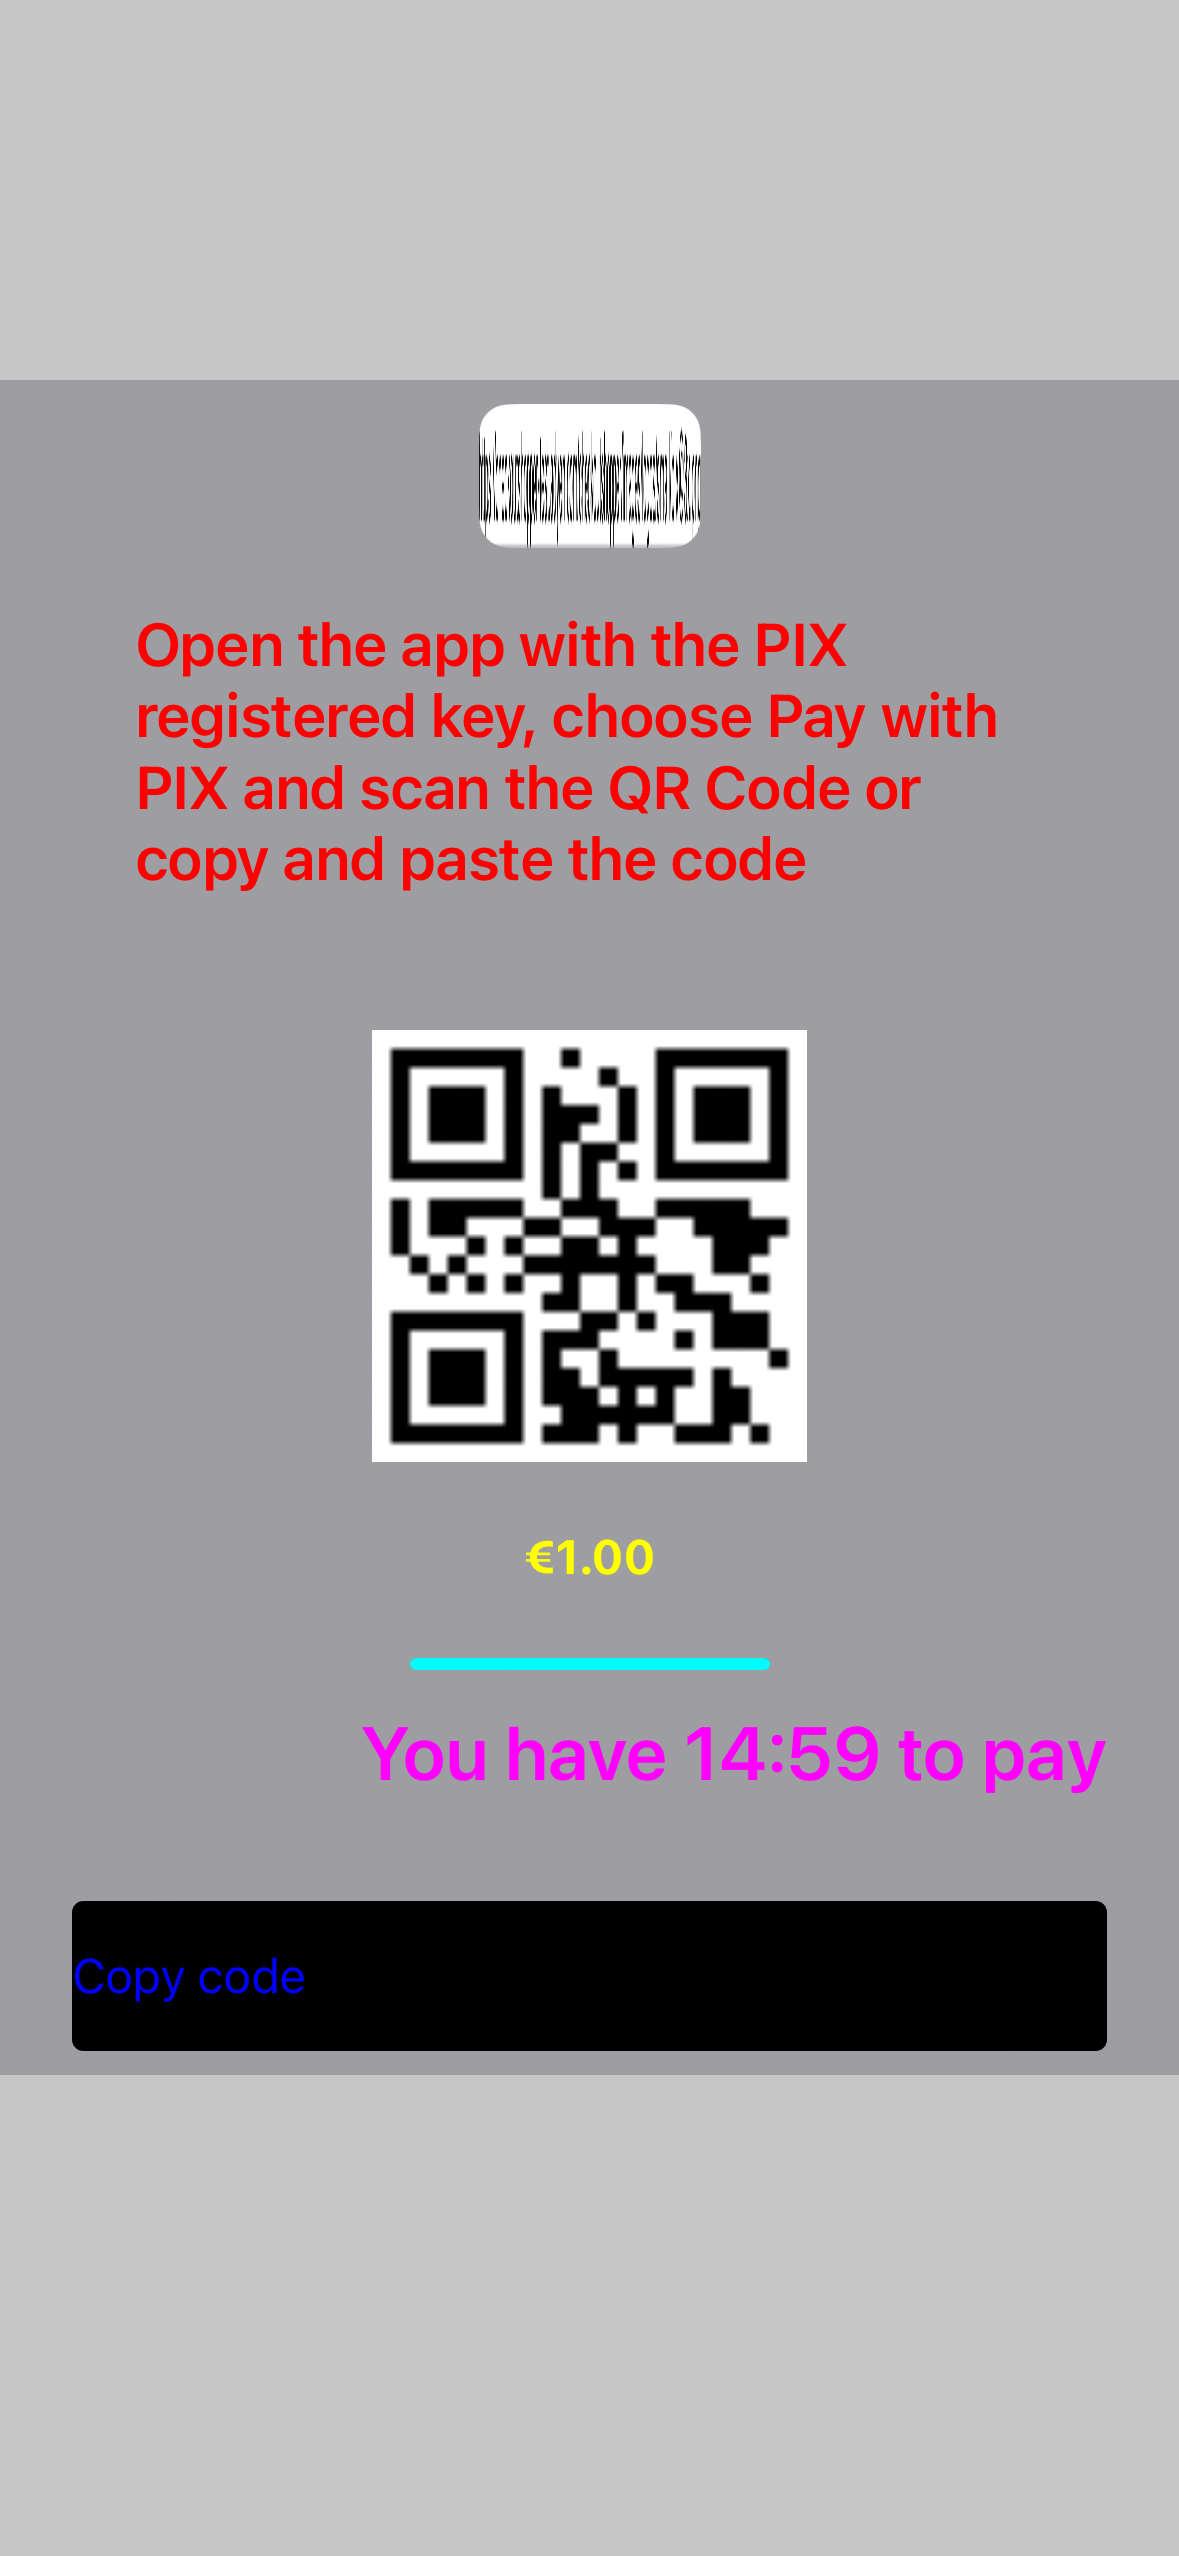 Open the app with the PIX
registered key, choose Pay with
PIX and scan the QR Code or
copy and paste the code
€1.00
You have 14:59 to pay
Copy code